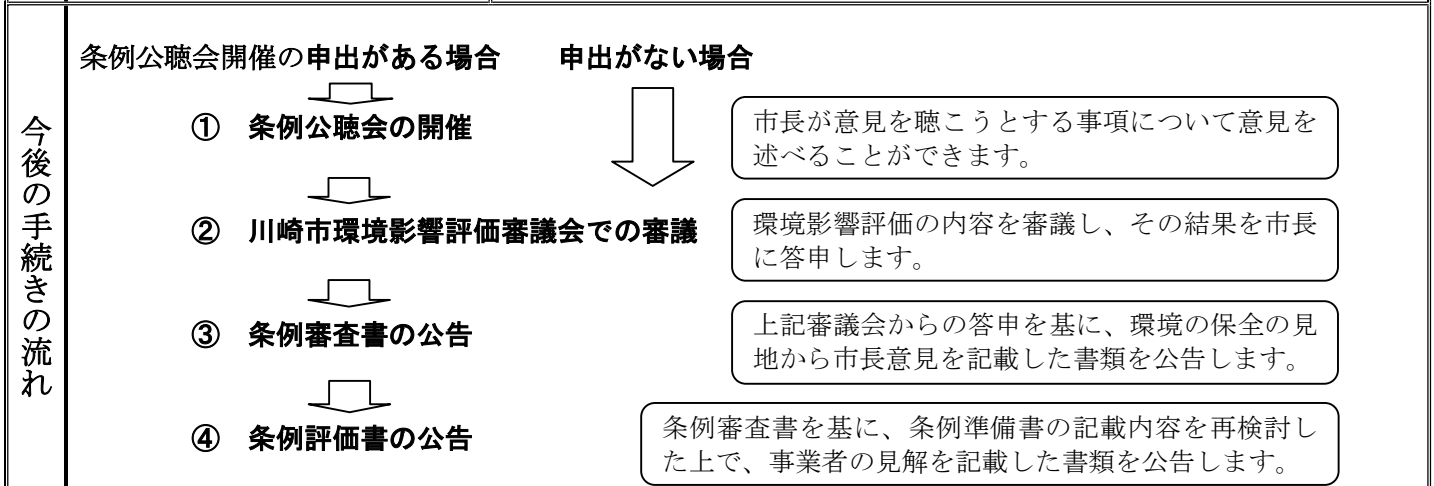 今後の手続きの流れ
条例公聴会開催の申出がある場合　申出がない場合
① 条例公聴会の開催
市長が意見を聴こうとする事項について意見を
述べることができます。
② 川崎市環境影響評価審議会での審議
環境影響評価の内容を審議し、その結果を市長
に答申します。
③ 条例審査書の公告
上記審議会からの答申を基に、環境の保全の見
地から市長意見を記載した書類を公告します。
④ 条例評価書の公告
条例審査書を基に、条例準備書の記載内容を再検討し
た上で、事業者の見解を記載した書類を公告します。